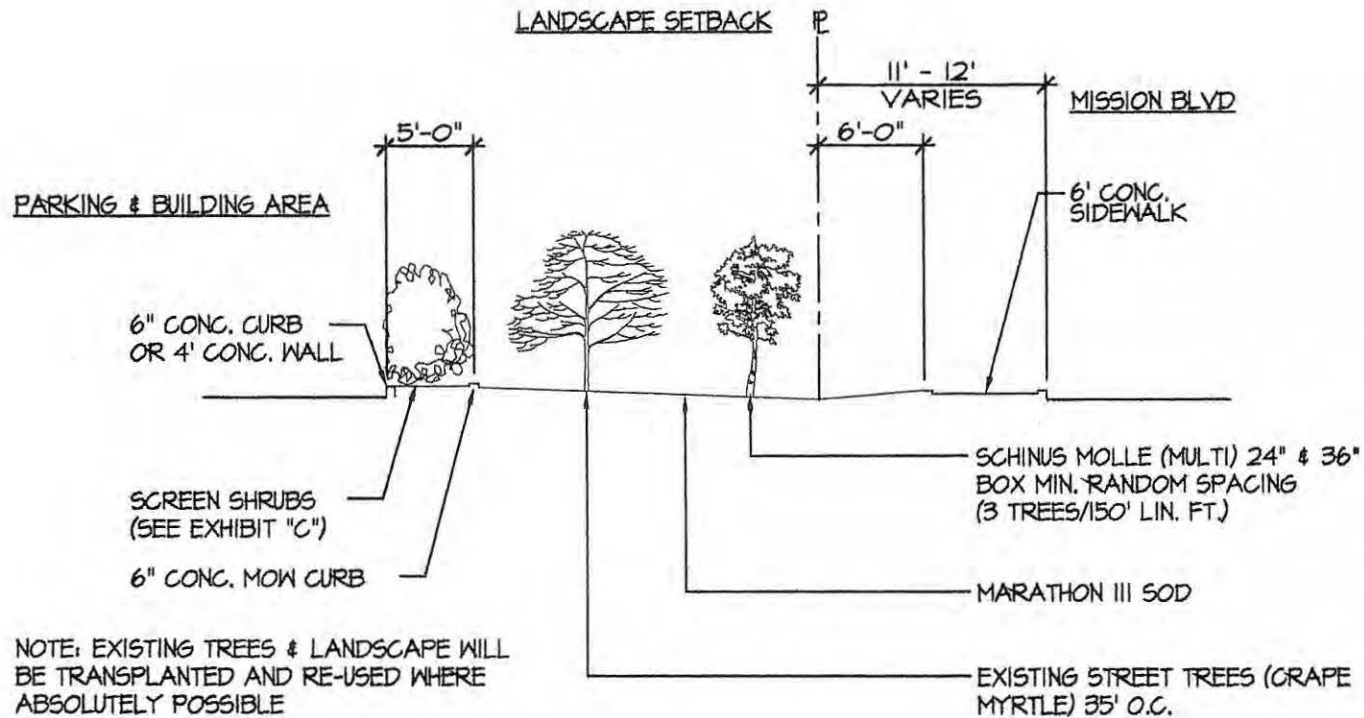 LANDSCAPE SETBACK
PL
11' - 12'
VARIES
MISSION BLVD
5'-0"
6'-0"
PARKING & BUILDING AREA
6' CONC.
SIDEWALK
6" CONC. CURB
OR 4' CONC. WALL
SCREEN SHRUBS
(SEE EXHIBIT "C")
6" CONC. MOW CURB
SCHINUS MOLLE (MULTI) 24" & 36"
BOX MIN. RANDOM SPACING
(3 TREES/150' LIN. FT.)
MARATHON III SOD
NOTE: EXISTING TREES & LANDSCAPE WILL
BE TRANSPLANTED AND RE-USED WHERE
ABSOLUTELY POSSIBLE
EXISTING STREET TREES (CRAPE
MYRTLE) 35' O.C.